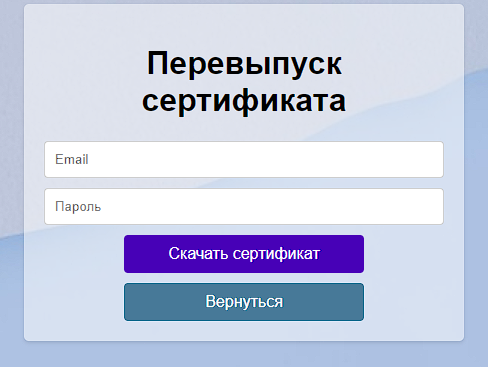 Перевыпуск
сертификата
Email
Пароль
Скачать сертификат
Вернуться